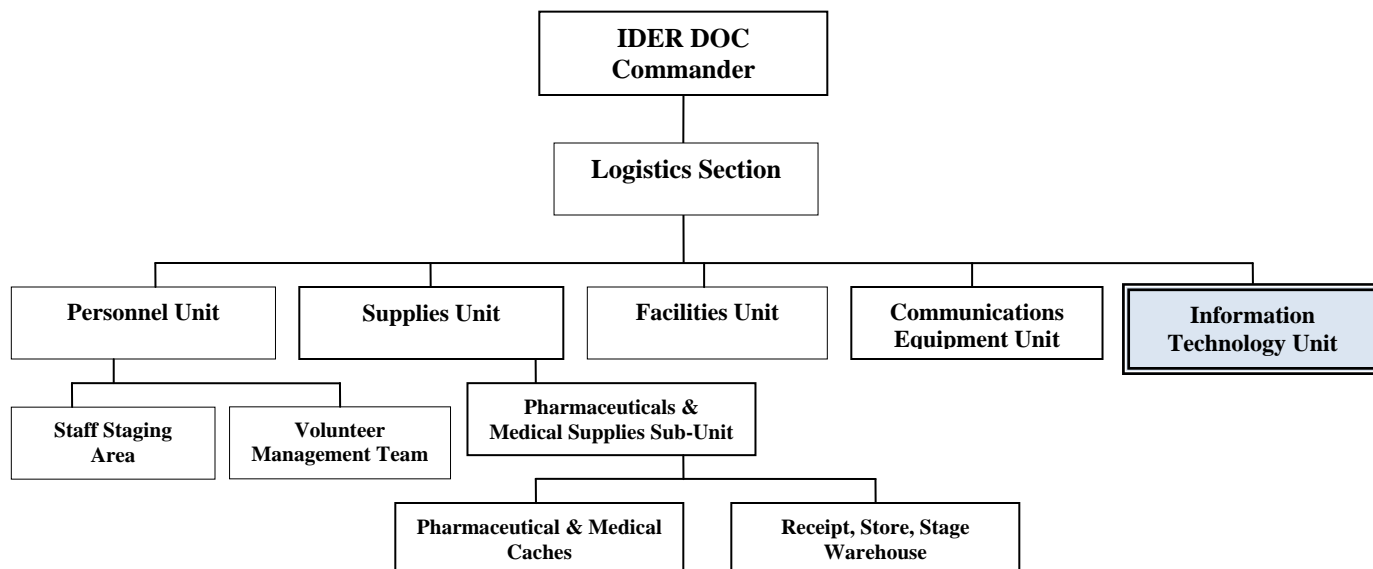 IDER DOC
Commander
Logistics Section
Personnel Unit
Supplies Unit
Facilities Unit
Communications
Equipment Unit
Information
Technology Unit
Staff Staging
Area
Volunteer
Management Team
Pharmaceuticals &
Medical Supplies Sub-Unit
Pharmaceutical & Medical
Caches
Receipt, Store, Stage
Warehouse